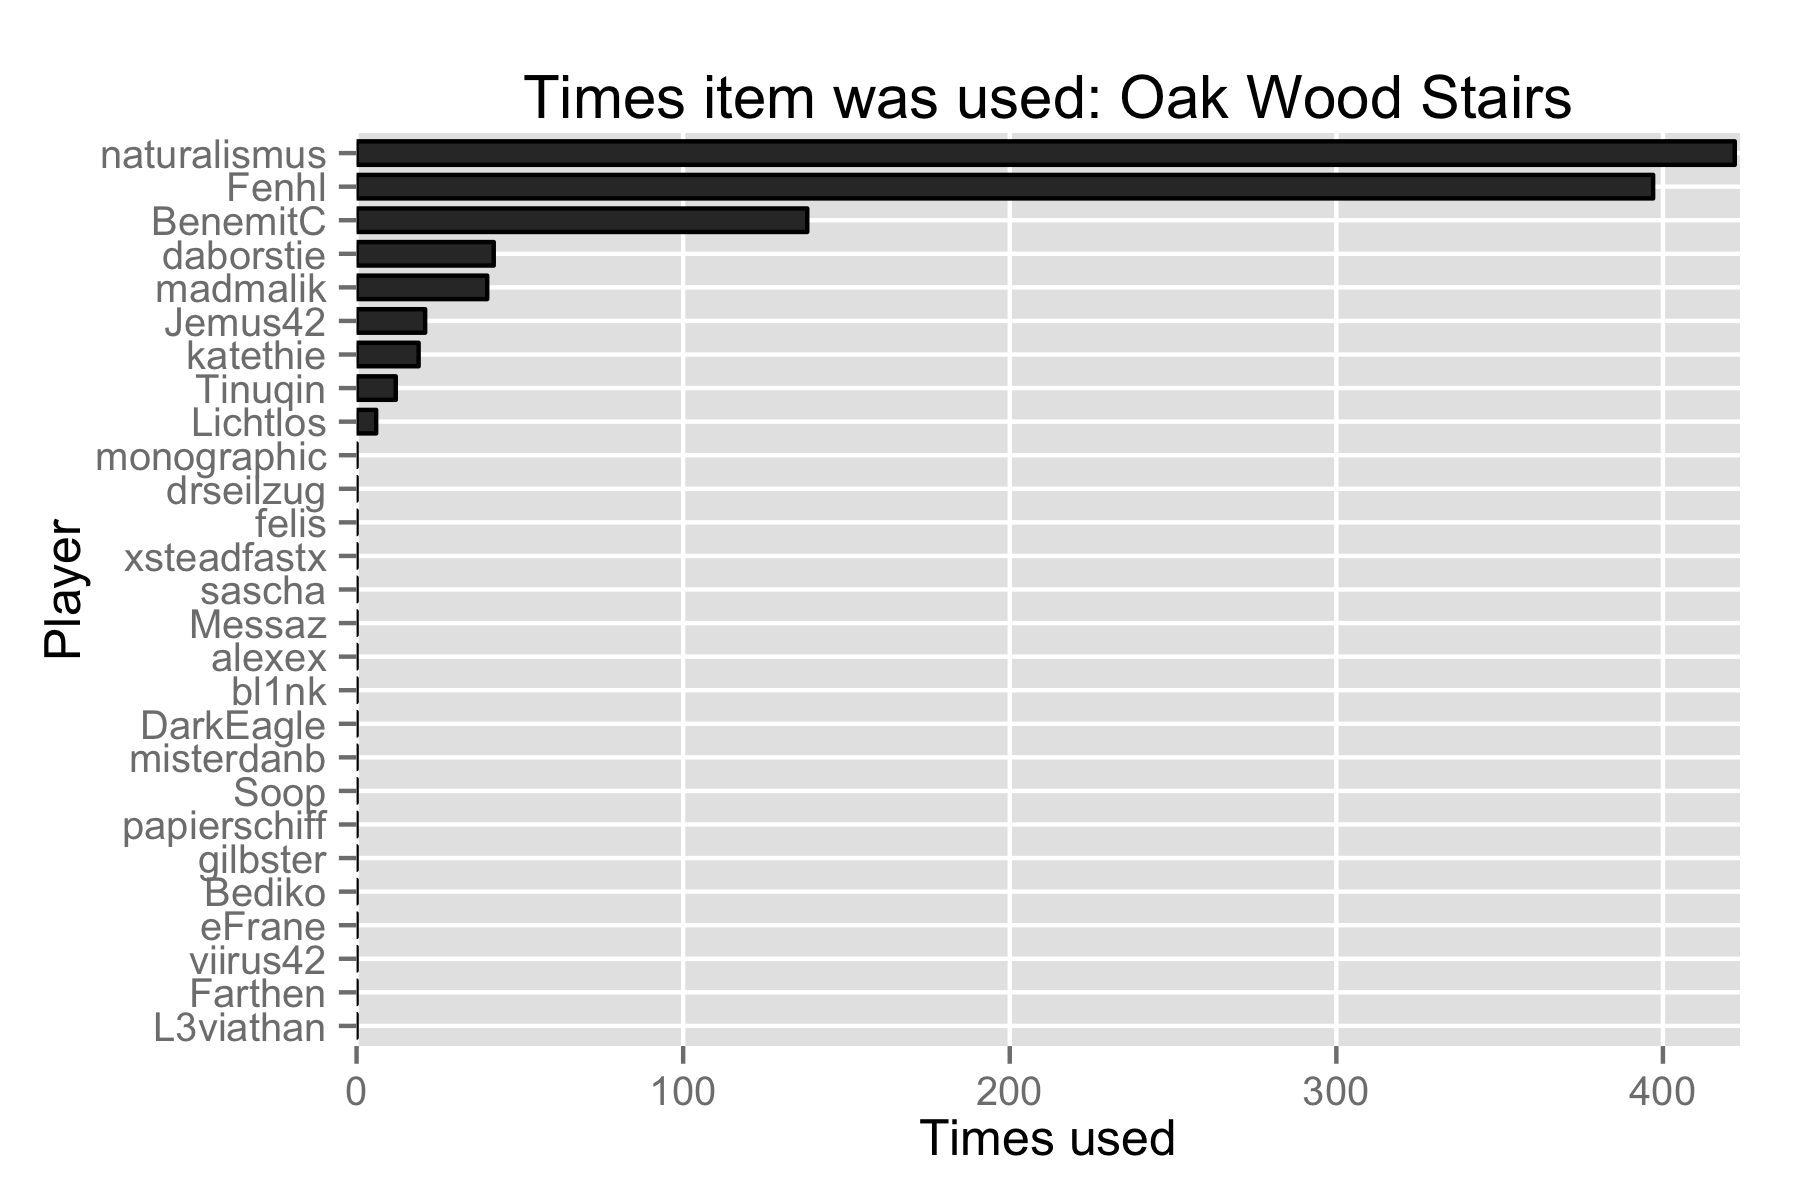 Times item was used: Oak Wood Stairs
naturalismus
Fenhl
BenemitC
daborstie
madmalik
Jemus42
katethie
Tinuqin
Lichtlos
monographic
drseilzug
felis
xsteadfastx
sascha
Messaz
alexex
bl1nk
DarkEagle
misterdanb
Soop
papierschiff
gilbster
Bediko
eFrane
viirus42
Farthen
L3viathan
Player
0 100 200 300 400
Times used